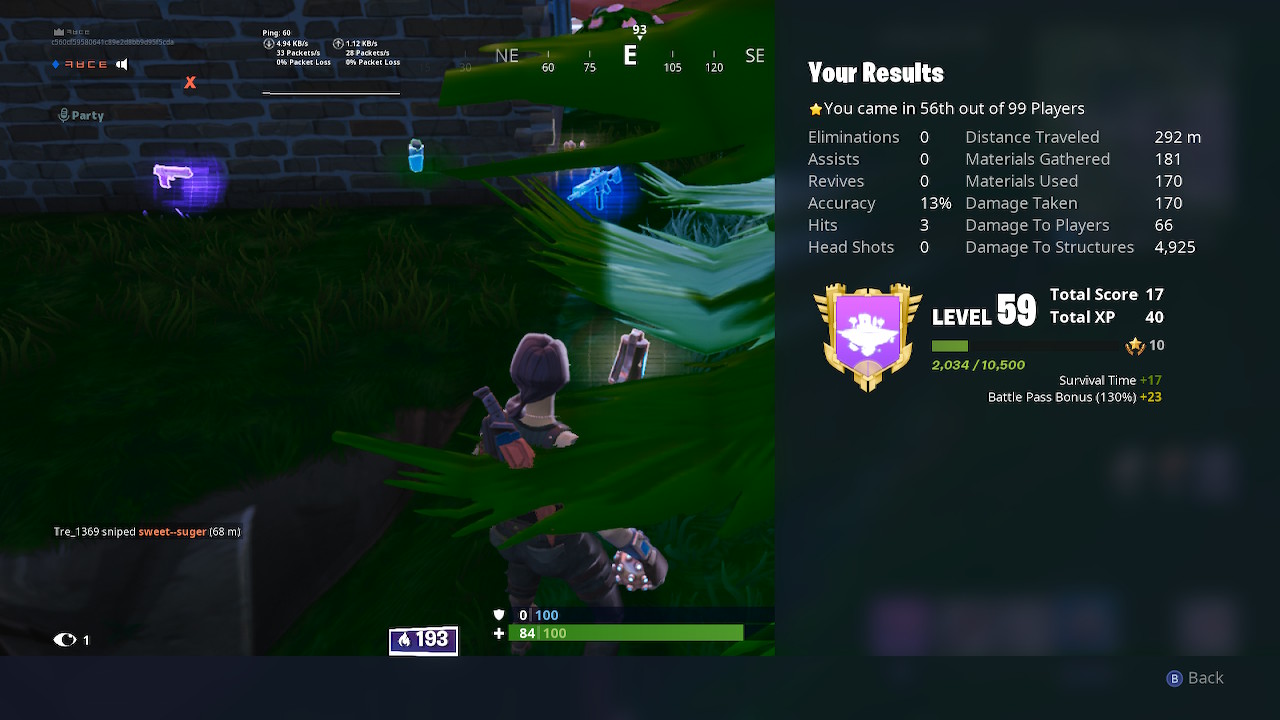 ㅋㅂㄷㅌ
c560d59580641c89e2d8bb9d95f5cda
ㅋㅂㄷㅌ
X
Party
Ping: 60
4.94 KB/s 1.12 KB/s
33 Packets/s 28 Packets/s
0% Packet Loss 0% Packet Loss
93
30 NE 60 75 E 105 120 SE
Tre_1369 sniped sweet--suger (68 m)
1
193
0 100
84 100
Your Results
You came in 56th out of 99 Players
Eliminations 0 Distance Traveled 292 m
Assists 0 Materials Gathered 181
Revives 0 Materials Used 170
Accuracy 13% Damage Taken 170
Hits 3 Damage To Players 66
Head Shots 0 Damage To Structures 4,925
LEVEL 59
Total Score 17
Total XP 40
10
2,034 / 10,500
Survival Time +17
Battle Pass Bonus (130%) +23
B Back